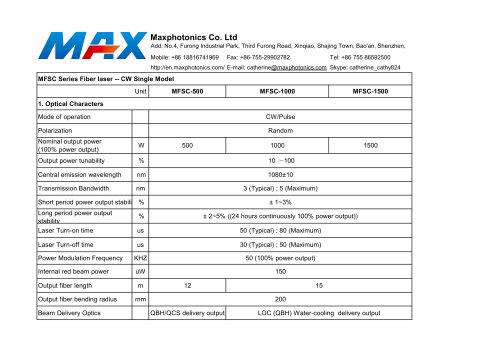 MAX
Maxphotonics Co. Ltd
Add: No.4, Furong Industrial Park, Third Furong Road, Xinqiao, Shajing Town, Bao'an, Shenzhen,
Mobile: +86 18816741969 Fax: +86-755-29902782 Tel: +86 755 86592500
http://en.maxphotonics.com/ E-mail: catherine@maxphotonics.com Skype: catherine_cathy824
MFSC Series Fiber laser -- CW Single Model
Unit MFSC-500 MFSC-1000 MFSC-1500
1. Optical Characters
Mode of operation CW/Pulse
Polarization Random
Nominal output power
(100% power output) W 500 1000 1500
Output power tunability % 10 ～100
Central emission wavelength nm 1080±10
Transmission Bandwidth nm 3 (Typical) ; 5 (Maximum)
Short period power output stabili % ± 1~3%
Long period power output
stability % ± 2~5% ((24 hours continuously 100% power output))
Laser Turn-on time us 50 (Typical) ; 80 (Maximum)
Laser Turn-off time us 30 (Typical) ; 50 (Maximum)
Power Modulation Frequency KHZ 50 (100% power output)
Internal red beam power uW 150
Output fiber length m 12 15
Output fiber bending radius mm 200
Beam Delivery Optics QBH/QCS delivery output LOC (QBH) Water-cooling delivery output